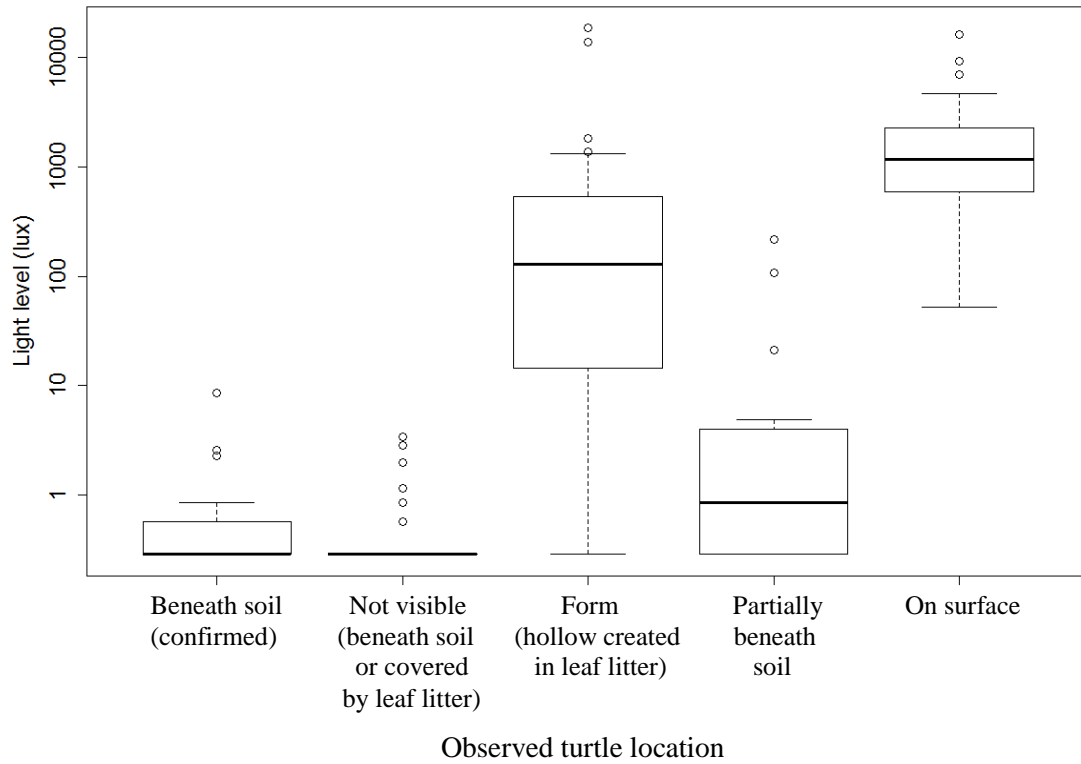 10000
1000
100
10
1
Light level (lux)
Beneath soil
(confirmed)
Not visible
(beneath soil
or covered
by leaf litter)
Form
(hollow created
in leaf litter)
Partially
beneath
soil
On surface
Observed turtle location